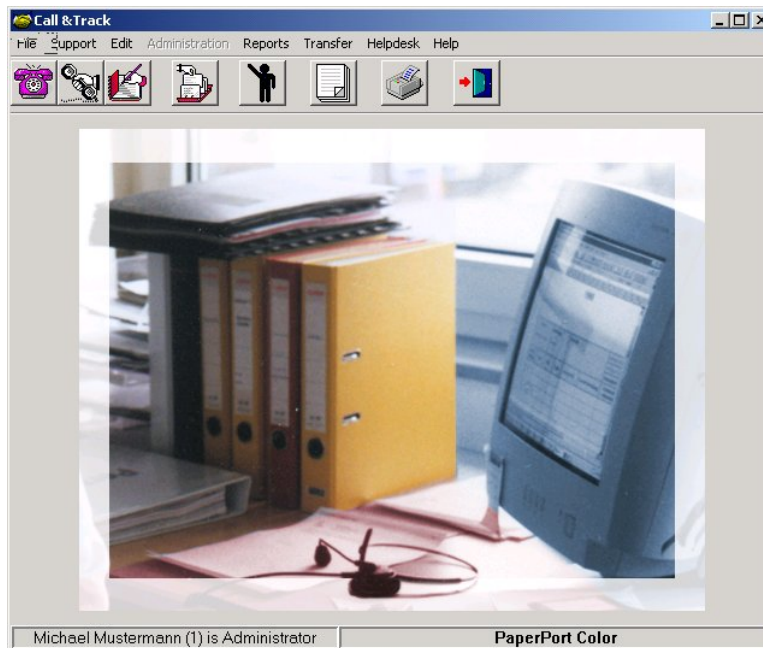 Call &Track
File Support Edit Administration Reports Transfer Helpdesk Help
Michael Mustermann (1) is Administrator
PaperPort Color